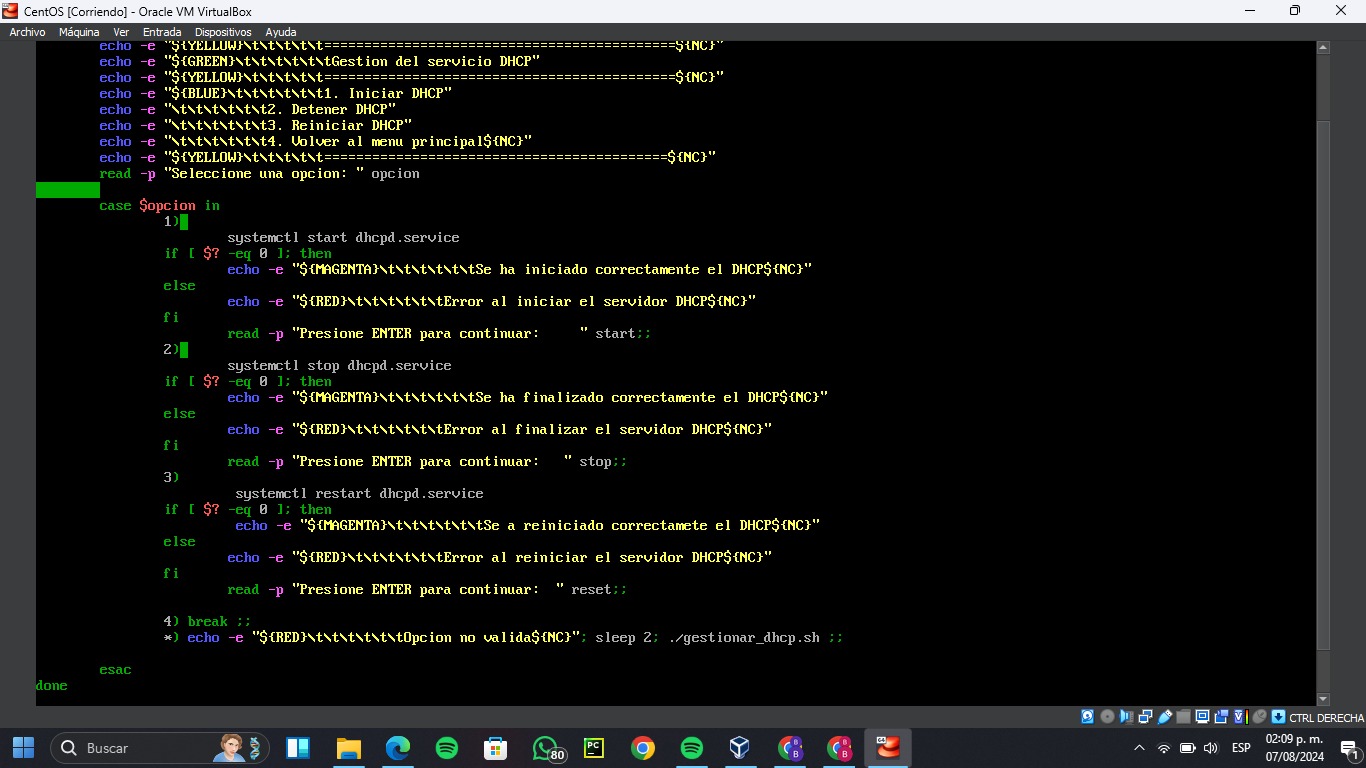 CentOS [Corriendo] - Oracle VM VirtualBox
Archivo Máquina Ver Entrada Dispositivos Ayuda
echo -e "${YELLOW}\t\t\t\t\t============================================${NC}"
echo -e "${GREEN}\t\t\t\t\t\tGestion del servicio DHCP"
echo -e "${YELLOW}\t\t\t\t\t============================================${NC}"
echo -e "${BLUE}\t\t\t\t\t\t1. Iniciar DHCP"
echo -e "\t\t\t\t\t\t2. Detener DHCP"
echo -e "\t\t\t\t\t\t3. Reiniciar DHCP"
echo -e "\t\t\t\t\t\t4. Volver al menu principal${NC}"
echo -e "${YELLOW}\t\t\t\t\t===========================================${NC}"
read -p "Seleccione una opcion: " opcion
case $opcion in
1)
systemctl start dhcpd.service
if [ $? -eq 0 ]; then
echo -e "${MAGENTA}\t\t\t\t\t\tSe ha iniciado correctamente el DHCP${NC}"
else
echo -e "${RED}\t\t\t\t\t\tError al iniciar el servidor DHCP${NC}"
fi
read -p "Presione ENTER para continuar:     " start;;
2)
systemctl stop dhcpd.service
if [ $? -eq 0 ]; then
echo -e "${MAGENTA}\t\t\t\t\t\tSe ha finalizado correctamente el DHCP${NC}"
else
echo -e "${RED}\t\t\t\t\t\tError al finalizar el servidor DHCP${NC}"
fi
read -p "Presione ENTER para continuar:   " stop;;
3)
systemctl restart dhcpd.service
if [ $? -eq 0 ]; then
echo -e "${MAGENTA}\t\t\t\t\t\tSe a reiniciado correctamete el DHCP${NC}"
else
echo -e "${RED}\t\t\t\t\t\tError al reiniciar el servidor DHCP${NC}"
fi
read -p "Presione ENTER para continuar:  " reset;;
4) break ;;
*) echo -e "${RED}\t\t\t\t\t\tOpcion no valida${NC}"; sleep 2; ./gestionar_dhcp.sh ;;
esac
done
CTRL DERECHA
Buscar
80
PC
ESP
02:09 p. m.
07/08/2024
1